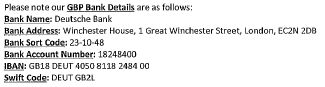 Please note our GBP Bank Details are as follows:
Bank Name: Deutsche Bank
Bank Address: Winchester House, 1 Great Winchester Street, London, EC2N 2DB
Bank Sort Code: 23-10-48
Bank Account Number: 18248400
IBAN: GB18 DEUT 4050 8118 2484 00
Swift Code: DEUT GB2L